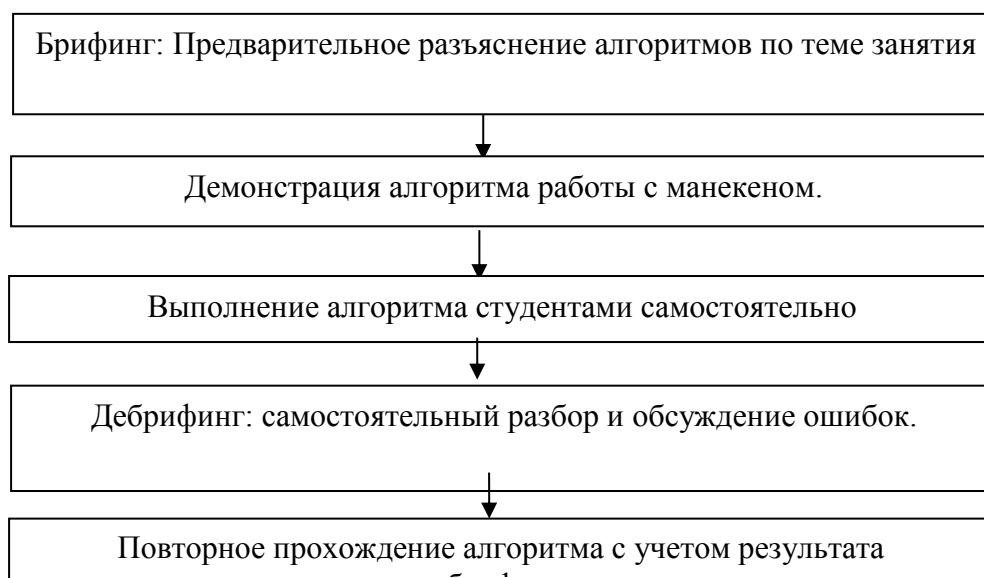 Брифинг: Предварительное разъяснение алгоритмов по теме занятия
Демонстрация алгоритма работы с манекеном.
Выполнение алгоритма студентами самостоятельно
Дебрифинг: самостоятельный разбор и обсуждение ошибок.
Повторное прохождение алгоритма с учетом результата